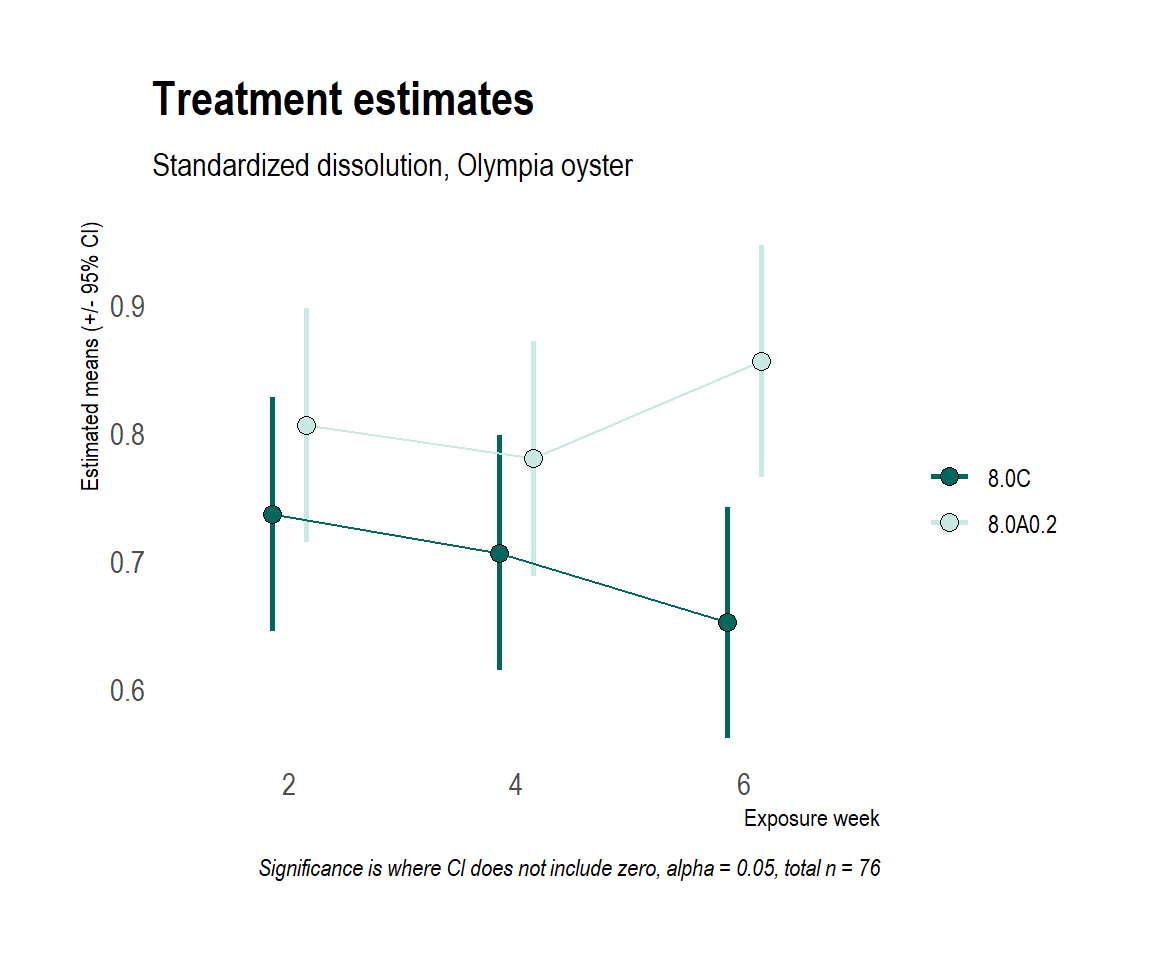 Treatment estimates
Standardized dissolution, Olympia oyster
Estimated means (+/- 95% CI)
0.9
0.8
0.7
0.6
2 4 6
Exposure week
8.0C
8.0A0.2
Significance is where CI does not include zero, alpha = 0.05, total n = 76